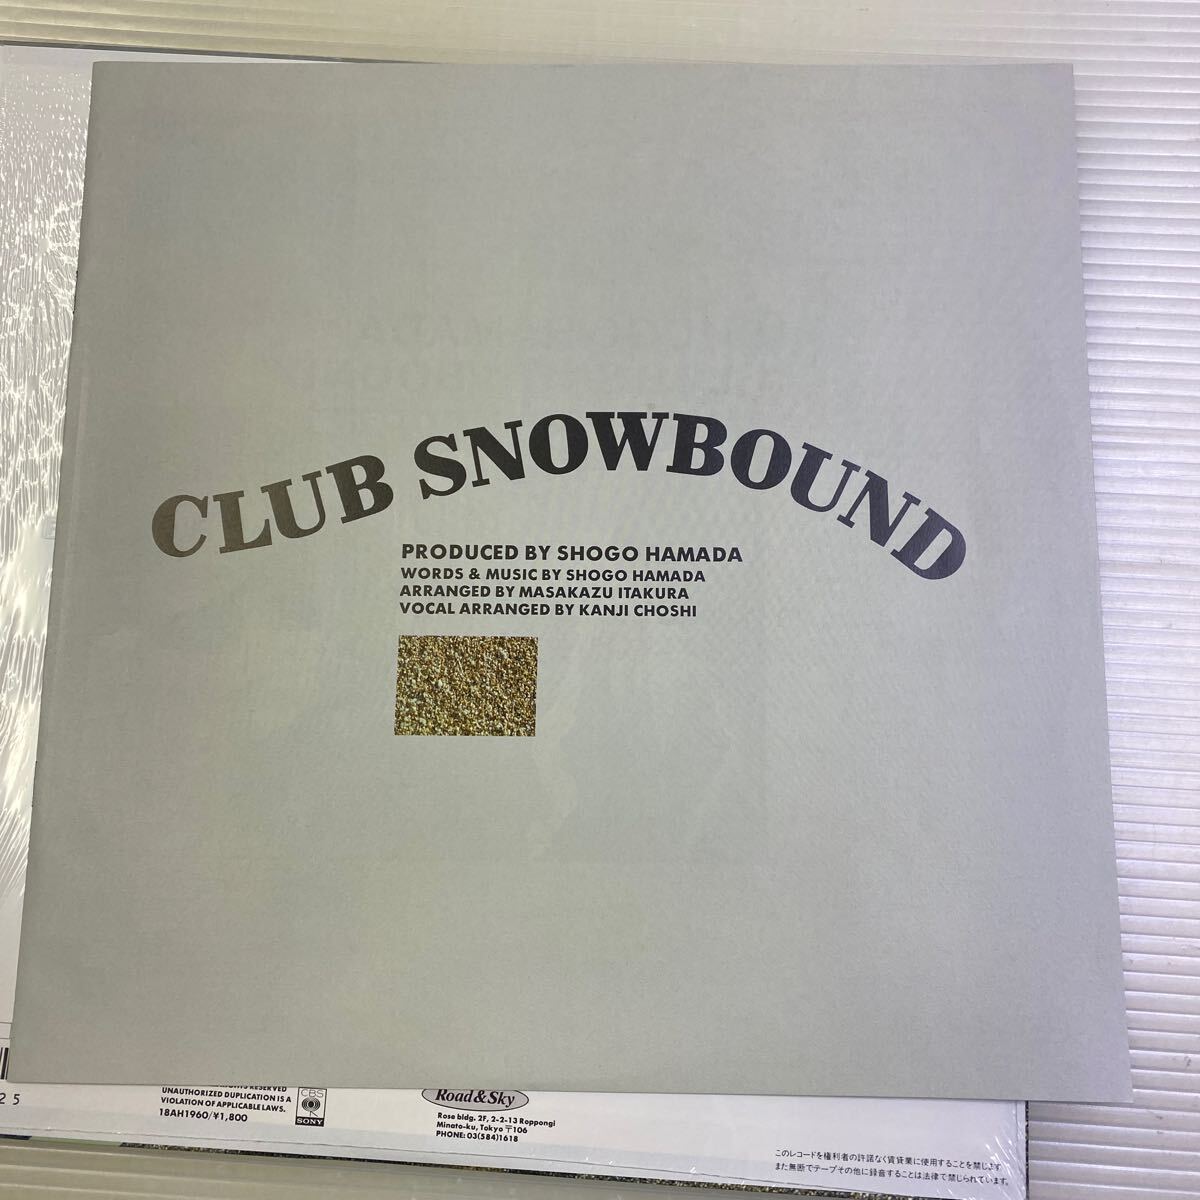 CLUB SNOWBOUND
PRODUCED BY SHOGO HAMADA
WORDS & MUSIC BY SHOGO HAMADA
ARRANGED BY MASAKAZU ITAKURA
VOCAL ARRANGED BY KANJI CHOSHI
25
RESERVED
UNAUTHORIZED DUPLICATION IS A
VIOLATION OF APPLICABLE LAWS.
18AH1960/¥1,800
CBS
SONY
Road&Sky
Rose bldg. 2F, 2-2-13 Roppongi
Minato-ku, Tokyo 〒106
PHONE: 03(584)1618
このレコードを権利者の許諾なく賃貸業に使用することを禁じます
また無断でテープその他に録音することは法律で禁じられています。